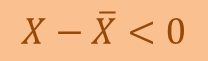 X − X̅ < 0